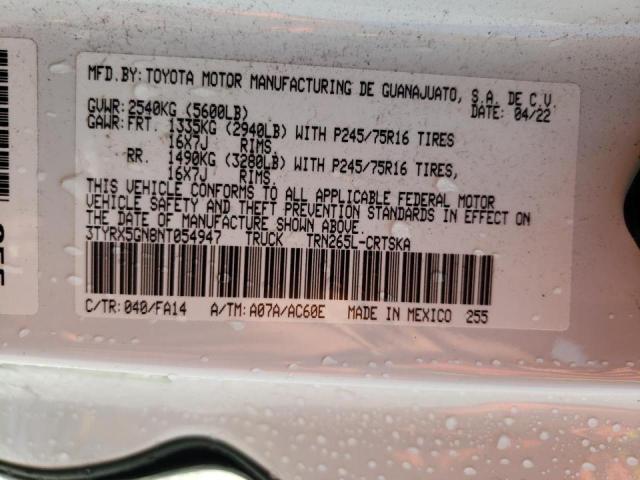 MFD.BY: TOYOTA MOTOR MANUFACTURING DE GUANAJUATO, S.A. DE C.V.
GVWR: 2540KG (5600LB) DATE: 04/22
GAWR: FRT. 1335KG (2940LB) WITH P245/75R16 TIRES
16X7J RIMS,
RR. 1490KG (3280LB) WITH P245/75R16 TIRES,
16X7J RIMS,
THIS VEHICLE CONFORMS TO ALL APPLICABLE FEDERAL MOTOR
VEHICLE SAFETY AND THEFT PREVENTION STANDARDS IN EFFECT ON
THE DATE OF MANUFACTURE SHOWN ABOVE.
3TYRX5GN8NT054947 TRUCK TRN265L-CRTSKA
C/TR: 040/FA14 A/TM: A07A/AC60E MADE IN MEXICO 255